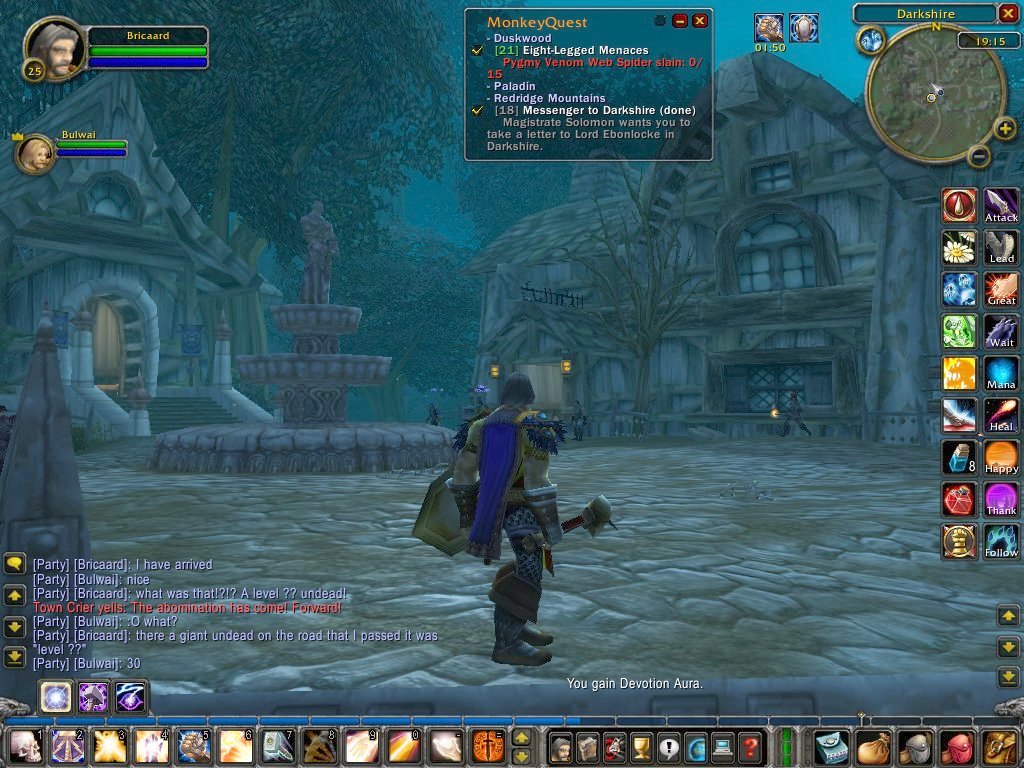 Bricaard
25
Bulwai
MonkeyQuest
- Duskwood
[21] Eight-Legged Menaces
Pygmy Venom Web Spider slain: 0/
15
- Paladin
- Redridge Mountains
[18] Messenger to Darkshire (done)
Magistrate Solomon wants you to
take a letter to Lord Ebonlocke in
Darkshire.
01:50
Darkshire
N
19:15
Attack
Lead
Great
Wait
Mana
Heal
8
Happy
Thank
Follow
[Party] [Bricaard]: I have arrived
[Party] [Bulwai]: nice
[Party] [Bricaard]: what was that!?!? A level ?? undead!
Town Crier yells: The abomination has come! Forward!
[Party] [Bulwai]: :O what?
[Party] [Bricaard]: there a giant undead on the road that I passed it was
"level ??"
[Party] [Bulwai]: 30
You gain Devotion Aura.
1 2 3 4 5 6 7 8 9 0 - =